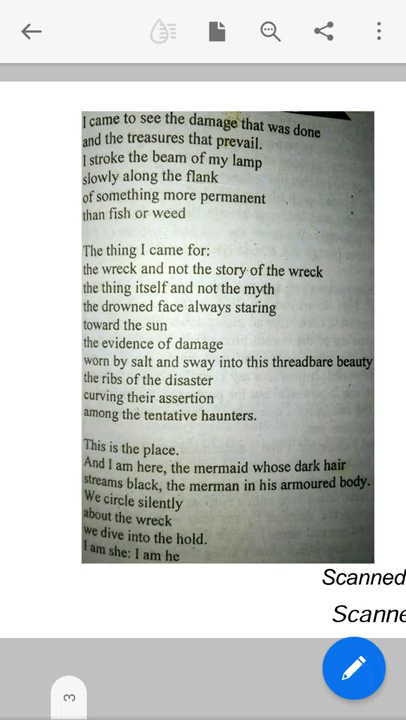 I came to see the damage that was done
and the treasures that prevail.
I stroke the beam of my lamp
slowly along the flank
of something more permanent
than fish or weed
The thing I came for:
the wreck and not the story of the wreck
the thing itself and not the myth
the drowned face always staring
toward the sun
the evidence of damage
worn by salt and sway into this threadbare beauty
the ribs of the disaster
curving their assertion
among the tentative haunters.
This is the place.
And I am here, the mermaid whose dark hair
streams black, the merman in his armoured body.
We circle silently
about the wreck
we dive into the hold.
I am she: I am he
Scanned
Scanne
3